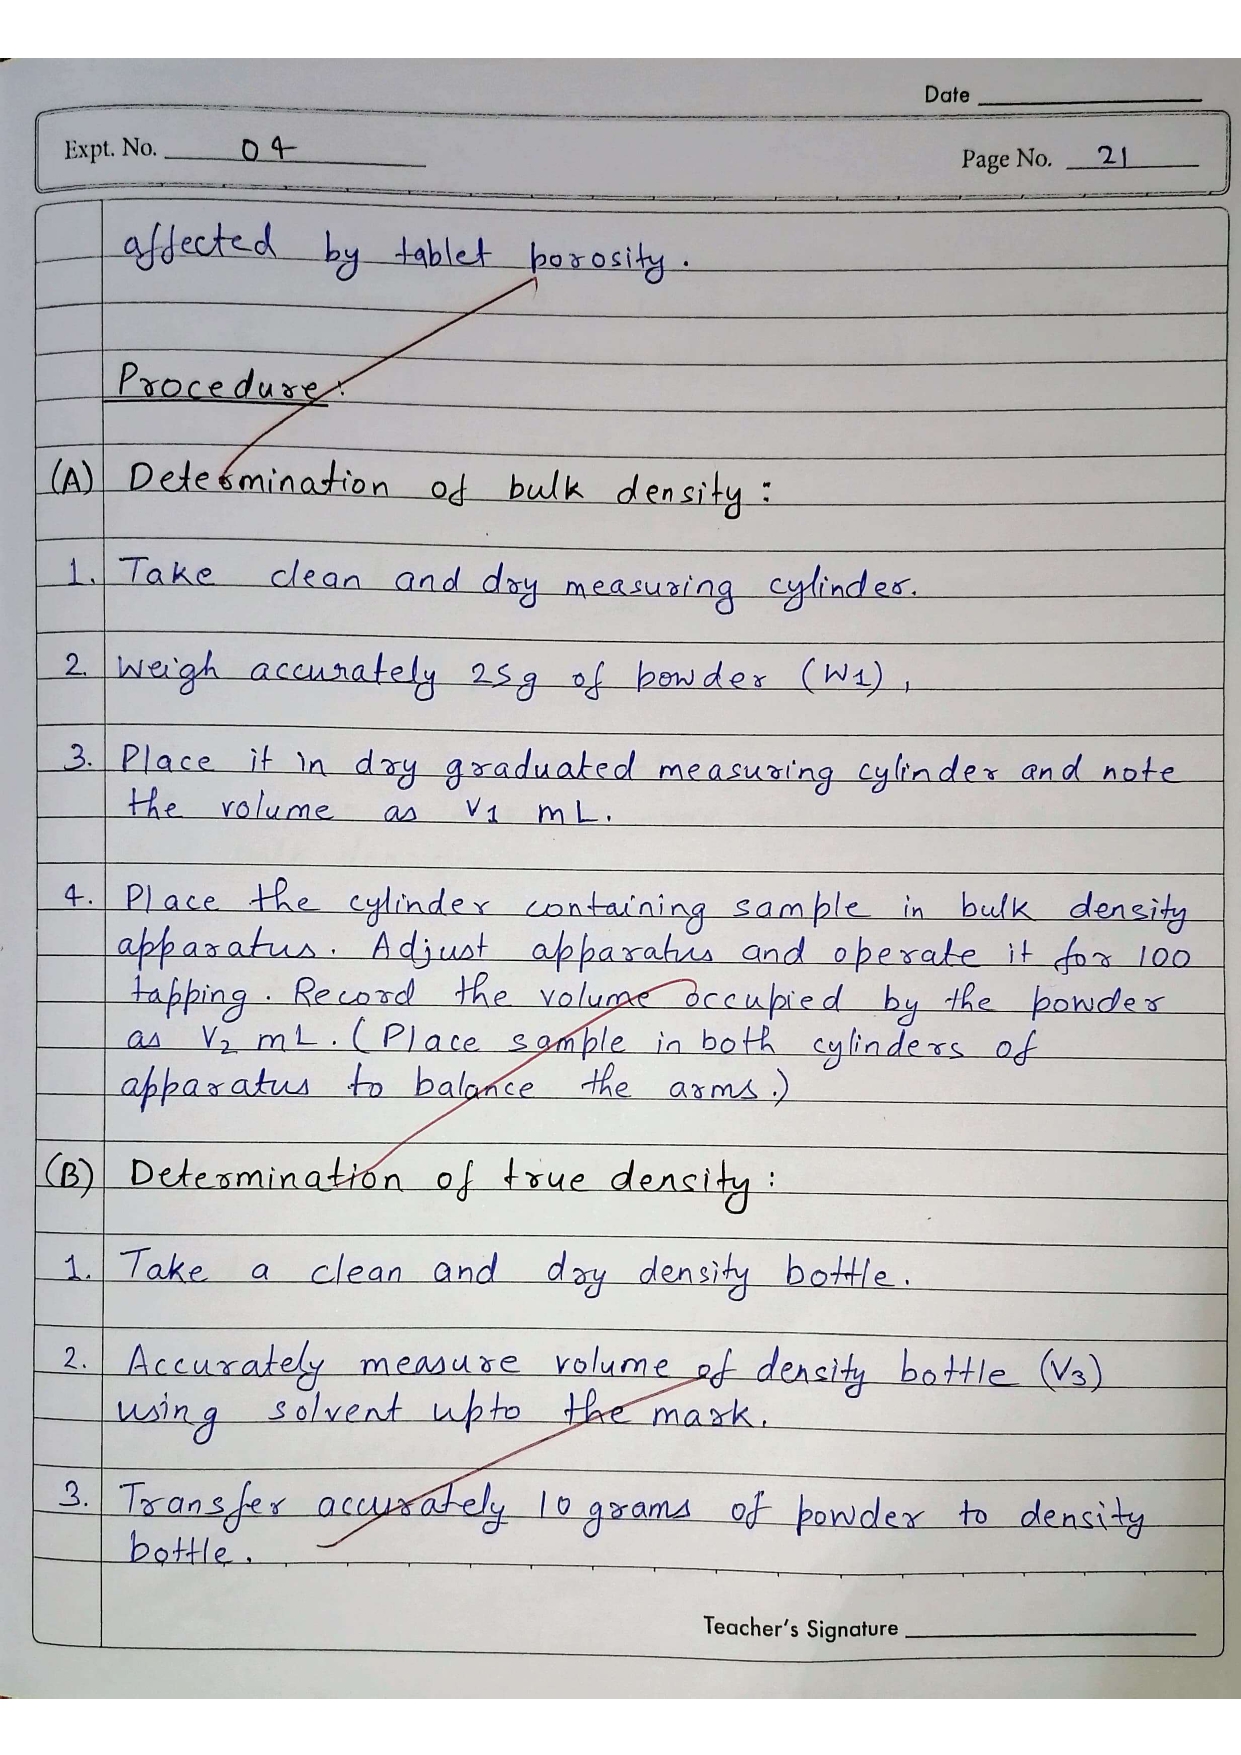 Date
Expt. No. 04
Page No. 21
affected by tablet porosity.
Procedure:
(A) Determination of bulk density:
1. Take clean and dry measuring cylinder.
2. Weigh accurately 25g of powder (W1),
3. Place it in dry graduated measuring cylinder and note
the volume as V1 mL.
4. Place the cylinder containing sample in bulk density
apparatus. Adjust apparatus and operate it for 100
tapping. Record the volume occupied by the powder
as V2 mL. (Place sample in both cylinders of
apparatus to balance the arms.)
(B) Determination of true density:
1. Take a clean and dry density bottle.
2. Accurately measure volume of density bottle (V3)
using solvent upto the mark.
3. Transfer accurately 10 grams of powder to density
bottle.
Teacher's Signature